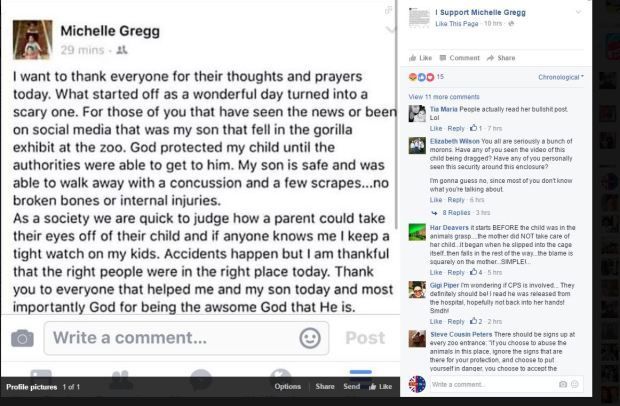 Michelle Gregg
29 mins ·
I want to thank everyone for their thoughts and prayers
today. What started off as a wonderful day turned into a
scary one. For those of you that have seen the news or been
on social media that was my son that fell in the gorilla
exhibit at the zoo. God protected my child until the
authorities were able to get to him. My son is safe and was
able to walk away with a concussion and a few scrapes...no
broken bones or internal injuries.
As a society we are quick to judge how a parent could take
their eyes off of their child and if anyone knows me I keep a
tight watch on my kids. Accidents happen but I am thankful
that the right people were in the right place today. Thank
you to everyone that helped me and my son today and most
importantly God for being the awsome God that He is.
Write a comment...
Post
Profile pictures 1 of 1
Options Share Send Like
I Support Michelle Gregg
Like This Page · 10 hrs ·
Like Comment Share
15
Chronological
View 11 more comments
Tia Maria People actually read her bullshit post.
Lol
Like · Reply · 1 · 7 hrs
Elizabeth Wilson You all are seriously a bunch of
morons. Have any of you seen the video of this
child being dragged? Have any of you personally
seen this security around this enclosure?
I'm gonna guess no, since most of you don't know
what you're talking about.
Like · Reply · 6 hrs
8 Replies · 3 hrs
Har Deavers it starts BEFORE the child was in the
animals grasp... the mother did NOT take care of
her child...it began when he slipped into the cage
itself,then falls in the rest of the way...the blame is
squarely on the mother...SIMPLE!..
Like · Reply · 4 · 5 hrs
Gigi Piper I'm wondering if CPS is involved... They
definitely should be! I read he was released from
the hospital, hopefully not back into her hands!
Smdh!
Like · Reply · 2 · 2 hrs
Steve Cousin Peters There should be signs up at
every zoo entrance. "if you choose to abuse the
animals in this place, ignore the signs that are
there for your protection, and choose to put
yourself in danger, you choose to accept the
Write a comment...